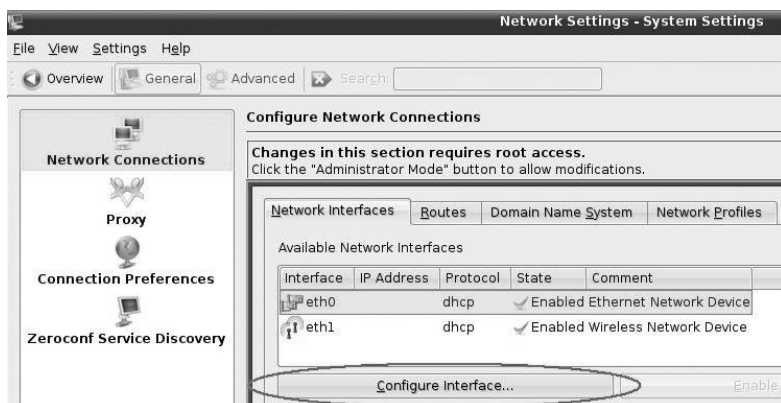 Network Settings - System Settings
File View Settings Help
Overview General Advanced Search:
Network Connections
Proxy
Connection Preferences
Zeroconf Service Discovery
Configure Network Connections
Changes in this section requires root access.
Click the "Administrator Mode" button to allow modifications.
Network Interfaces Routes Domain Name System Network Profiles
Available Network Interfaces
Interface IP Address Protocol State Comment
eth0 dhcp Enabled Ethernet Network Device
eth1 dhcp Enabled Wireless Network Device
Configure Interface... Enable